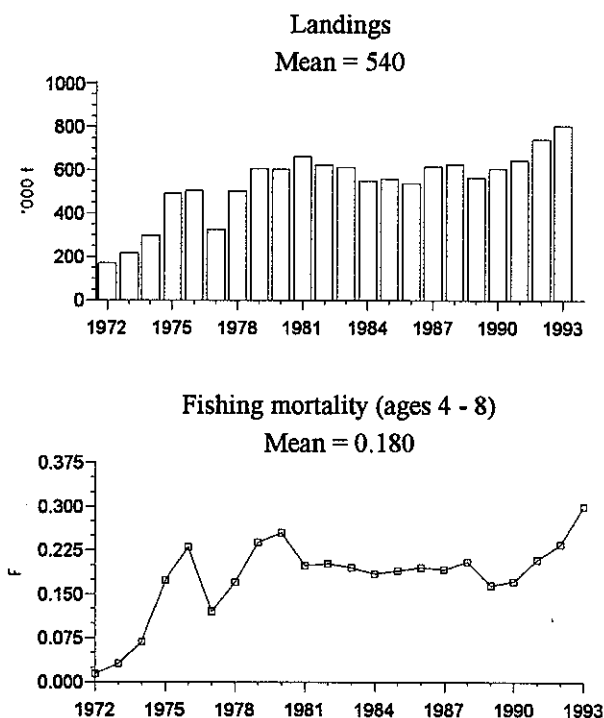 Landings
Mean = 540
1000
800
600
400
200
0
'000 t
1972 1975 1978 1981 1984 1987 1990 1993
Fishing mortality (ages 4 - 8)
Mean = 0.180
0.375
0.300
0.225
0.150
0.075
0.000
F
1972 1975 1978 1981 1984 1987 1990 1993